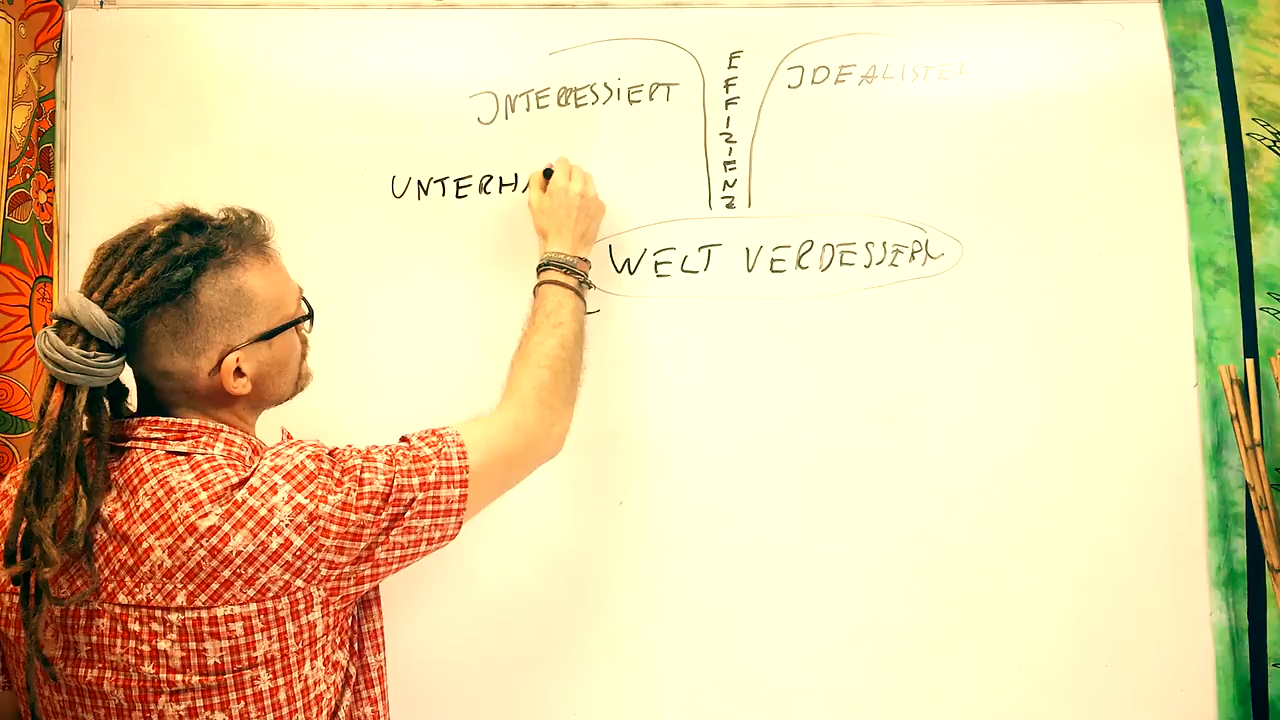 INTERESSIERT
EFFIZIENZ
IDEALISTEN
UNTERHA
WELT VERBESSERN